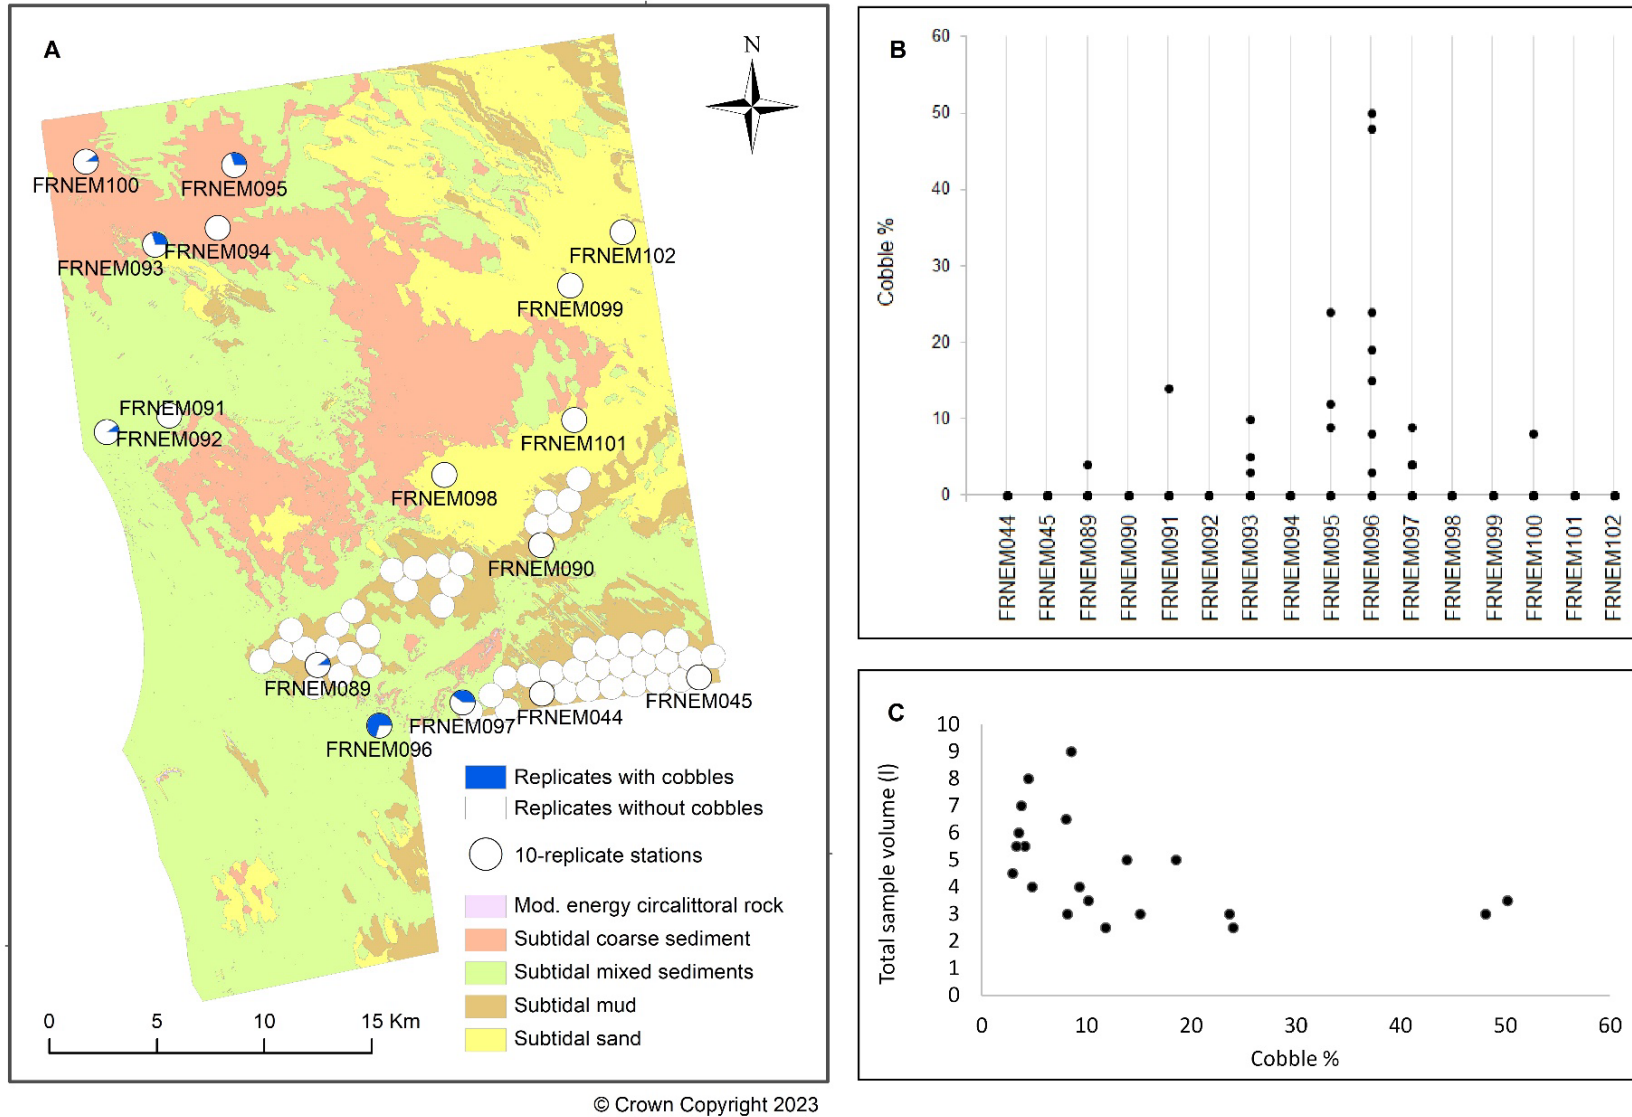 A
N
FRNEM100
FRNEM095
FRNEM094
FRNEM093
FRNEM102
FRNEM099
FRNEM091
FRNEM092
FRNEM101
FRNEM098
FRNEM090
FRNEM089
FRNEM045
FRNEM044
FRNEM097
FRNEM096
Replicates with cobbles
Replicates without cobbles
10-replicate stations
Mod. energy circalittoral rock
Subtidal coarse sediment
Subtidal mixed sediments
Subtidal mud
Subtidal sand
0 5 10 15 Km
B
Cobble %
60
50
40
30
20
10
0
FRNEM044
FRNEM045
FRNEM089
FRNEM090
FRNEM091
FRNEM092
FRNEM093
FRNEM094
FRNEM095
FRNEM096
FRNEM097
FRNEM098
FRNEM099
FRNEM100
FRNEM101
FRNEM102
C
Total sample volume (l)
10
9
8
7
6
5
4
3
2
1
0
0 10 20 30 40 50 60
Cobble %
© Crown Copyright 2023